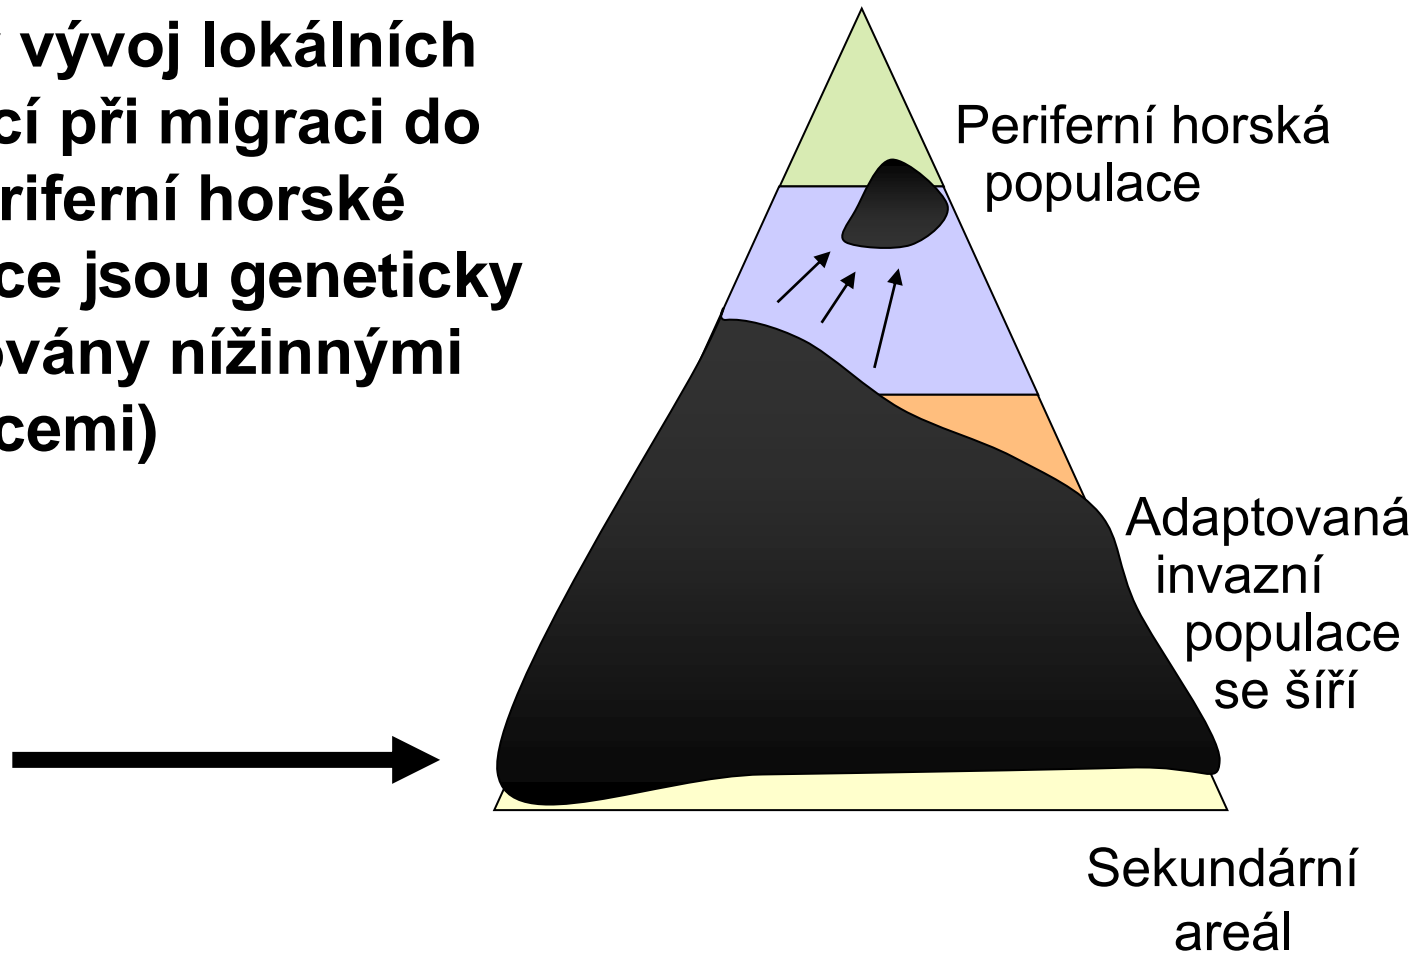 vývoj lokálních
cí při migraci do
riferní horské
ce jsou geneticky
vány nížinnými
cemi)
Periferní horská
populace
Adaptovaná
invazní
populace
se šíří
Sekundární
areál